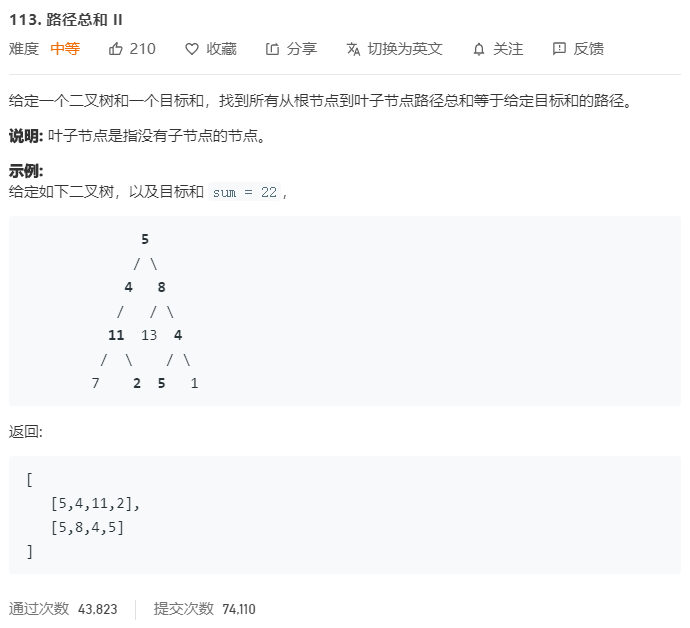 113. 路径总和 II
难度 中等 210 收藏 分享 切换为英文 关注 反馈
给定一个二叉树和一个目标和，找到所有从根节点到叶子节点路径总和等于给定目标和的路径。
说明: 叶子节点是指没有子节点的节点。
示例:
给定如下二叉树，以及目标和 sum = 22，
5
/ \
4 8
/ / \
11 13 4
/ \ / \
7 2 5 1
返回:
[
[5,4,11,2],
[5,8,4,5]
]
通过次数 43,823 提交次数 74,110